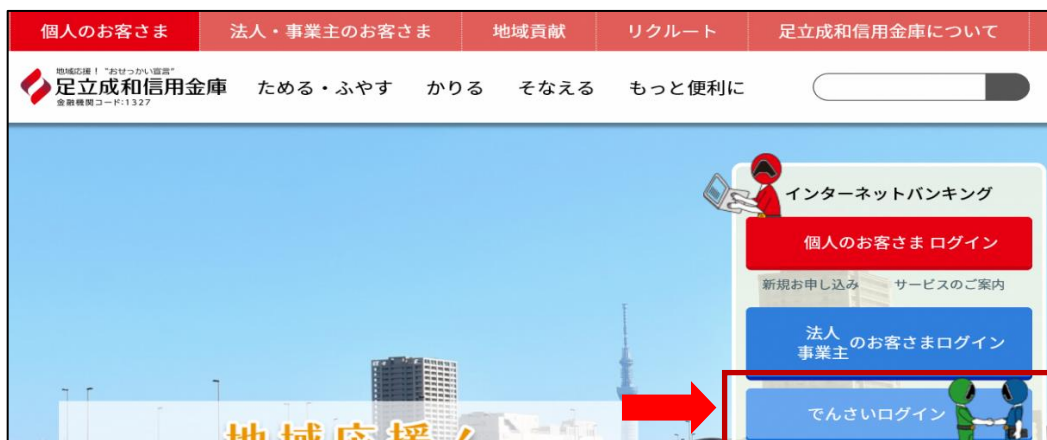 個人のお客さま
法人・事業主のお客さま
地域貢献
リクルート
足立成和信用金庫について
地域応援！“おせっかい宣言”
足立成和信用金庫
金融機関コード:1327
ためる・ふやす
かりる
そなえる
もっと便利に
インターネットバンキング
個人のお客さま ログイン
新規お申し込み
サービスのご案内
法人
事業主
のお客さまログイン
でんさいログイン
地域応援！